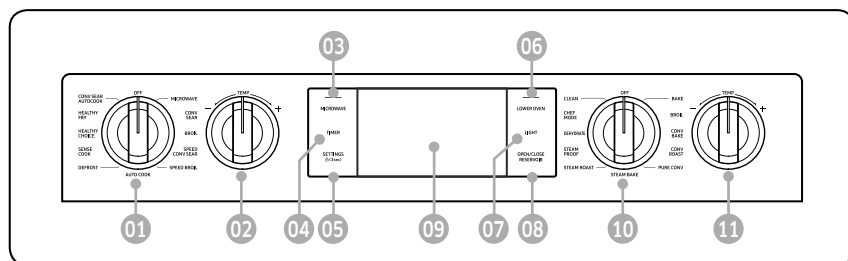 03
06
OFF
CONV SEAR
AUTOCOOK
MICROWAVE
HEALTHY
FRY
CONV
SEAR
HEALTHY
CHOICE
BROIL
SENSE
COOK
SPEED
CONV SEAR
DEFROST
SPEED BROIL
AUTO COOK
TEMP
−
+
MICROWAVE
TIMER
SETTINGS
(3 sec)
LOWER OVEN
LIGHT
OPEN/CLOSE
RESERVOIR
OFF
CLEAN
BAKE
CHEF
MODE
BROIL
DEHYDRATE
CONV
BAKE
STEAM
PROOF
CONV
ROAST
STEAM ROAST
PURE CONV
STEAM BAKE
TEMP
−
+
01
02
04
05
09
07
08
10
11